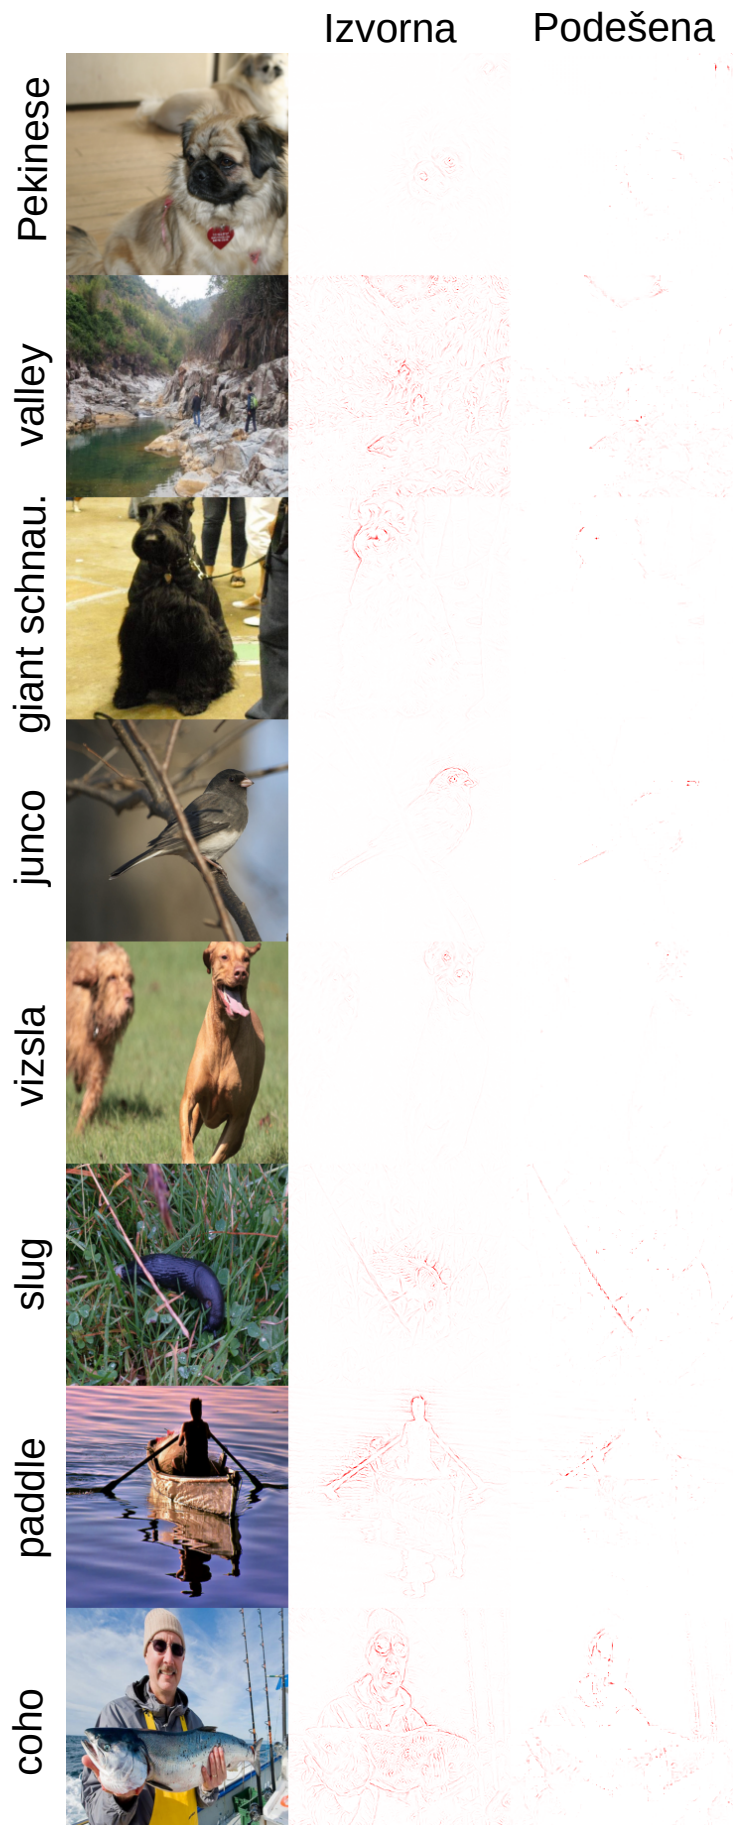 Izvorna Podešena
Pekinese
valley
giant schnau.
junco
vizsla
slug
paddle
coho